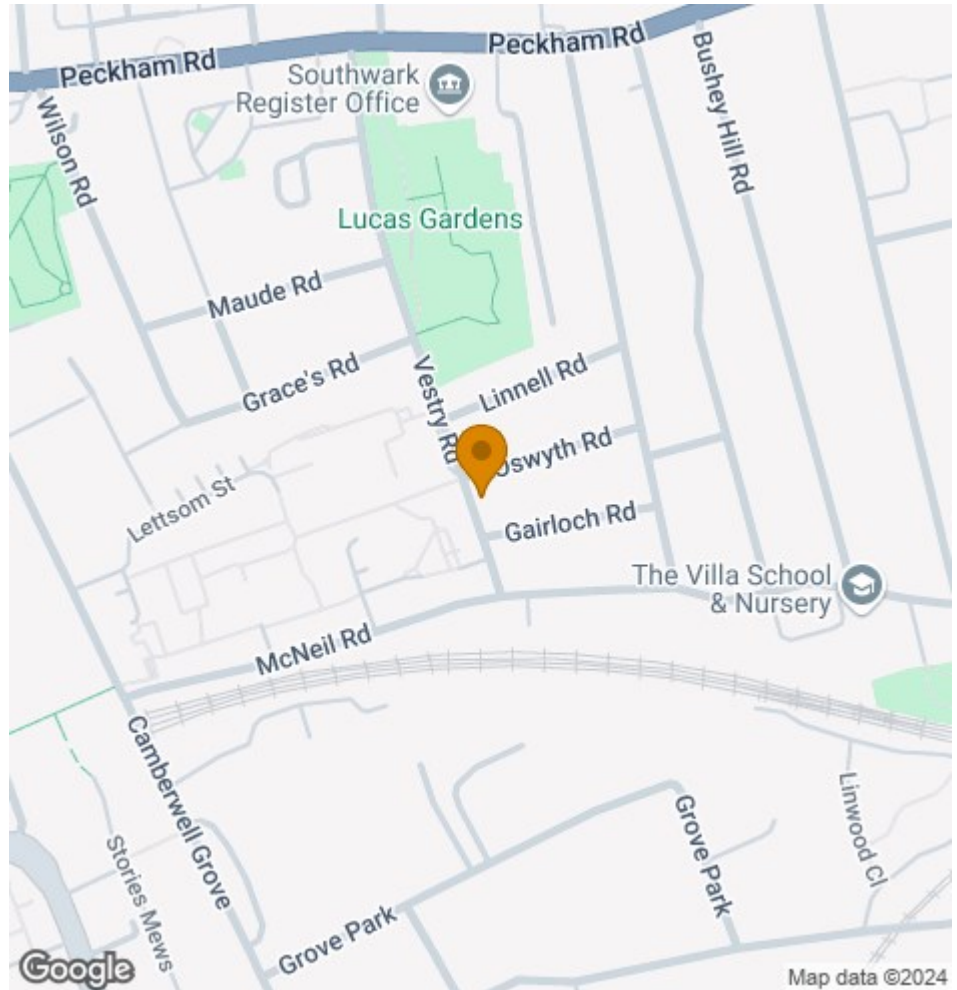 Peckham Rd
Peckham Rd
Southwark
Register Office
Bushey Hill Rd
Wilson Rd
Lucas Gardens
Maude Rd
Grace's Rd
Vestry Rd
Linnell Rd
Oswyth Rd
Lettsom St
Gairloch Rd
The Villa School
& Nursery
McNeil Rd
Camberwell Grove
Stories Mews
Grove Park
Grove Park
Linwood Cl
Google
Map data ©2024